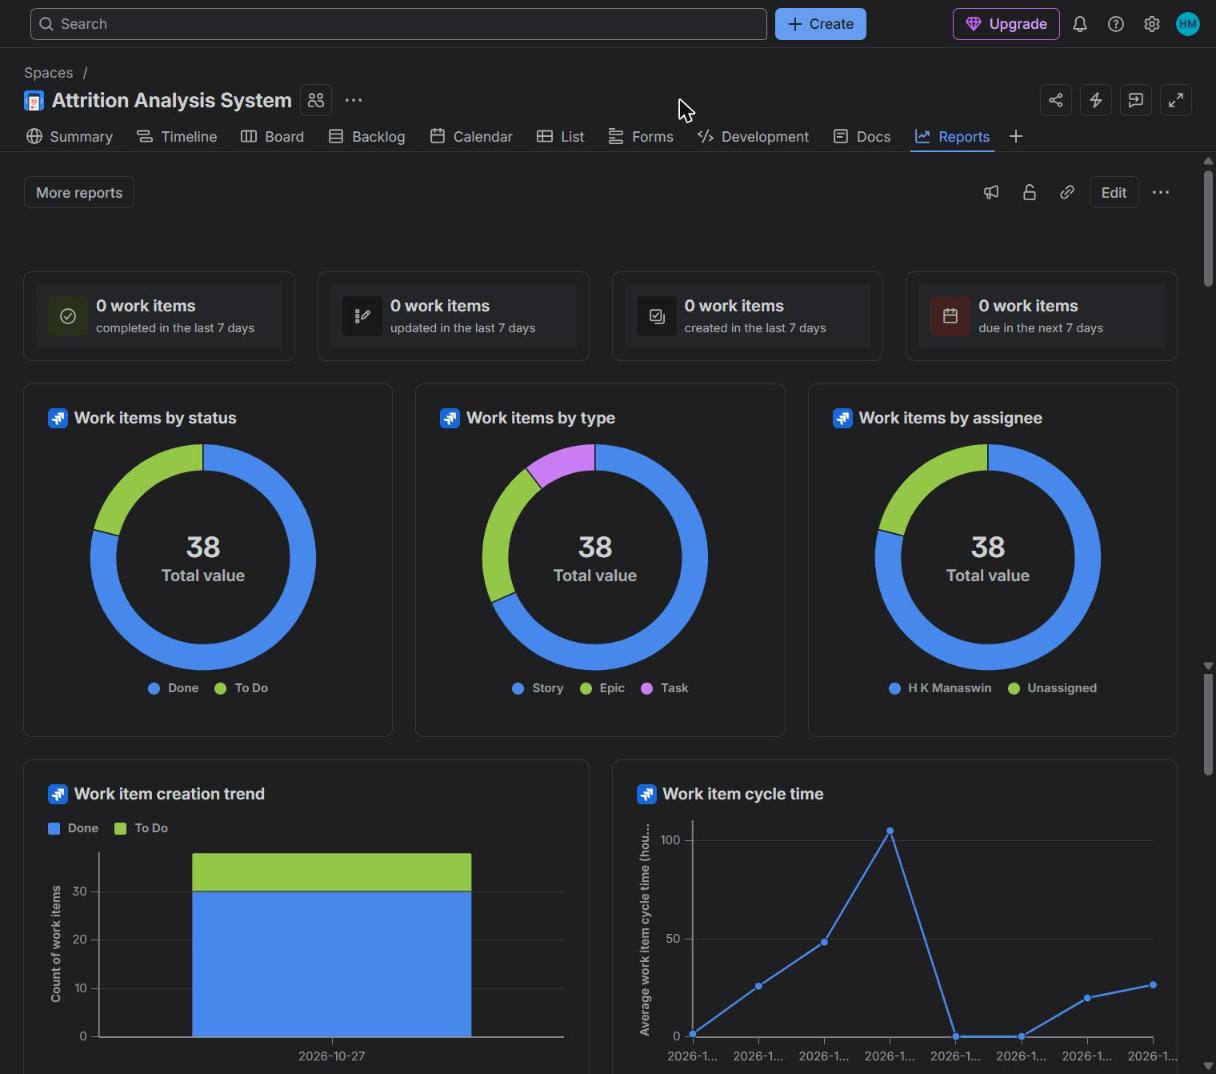 Search
Create
Upgrade
HM
Spaces /
Attrition Analysis System
Summary
Timeline
Board
Backlog
Calendar
List
Forms
Development
Docs
Reports
More reports
Edit
0 work items
completed in the last 7 days
0 work items
updated in the last 7 days
0 work items
created in the last 7 days
0 work items
due in the next 7 days
Work items by status
38
Total value
Done
To Do
Work items by type
38
Total value
Story
Epic
Task
Work items by assignee
38
Total value
H K Manaswin
Unassigned
Work item creation trend
Done
To Do
Count of work items
30
20
10
0
2026-10-27
Work item cycle time
Average work item cycle time (hou...
100
50
0
2026-1...
2026-1...
2026-1...
2026-1...
2026-1...
2026-1...
2026-1...
2026-1...